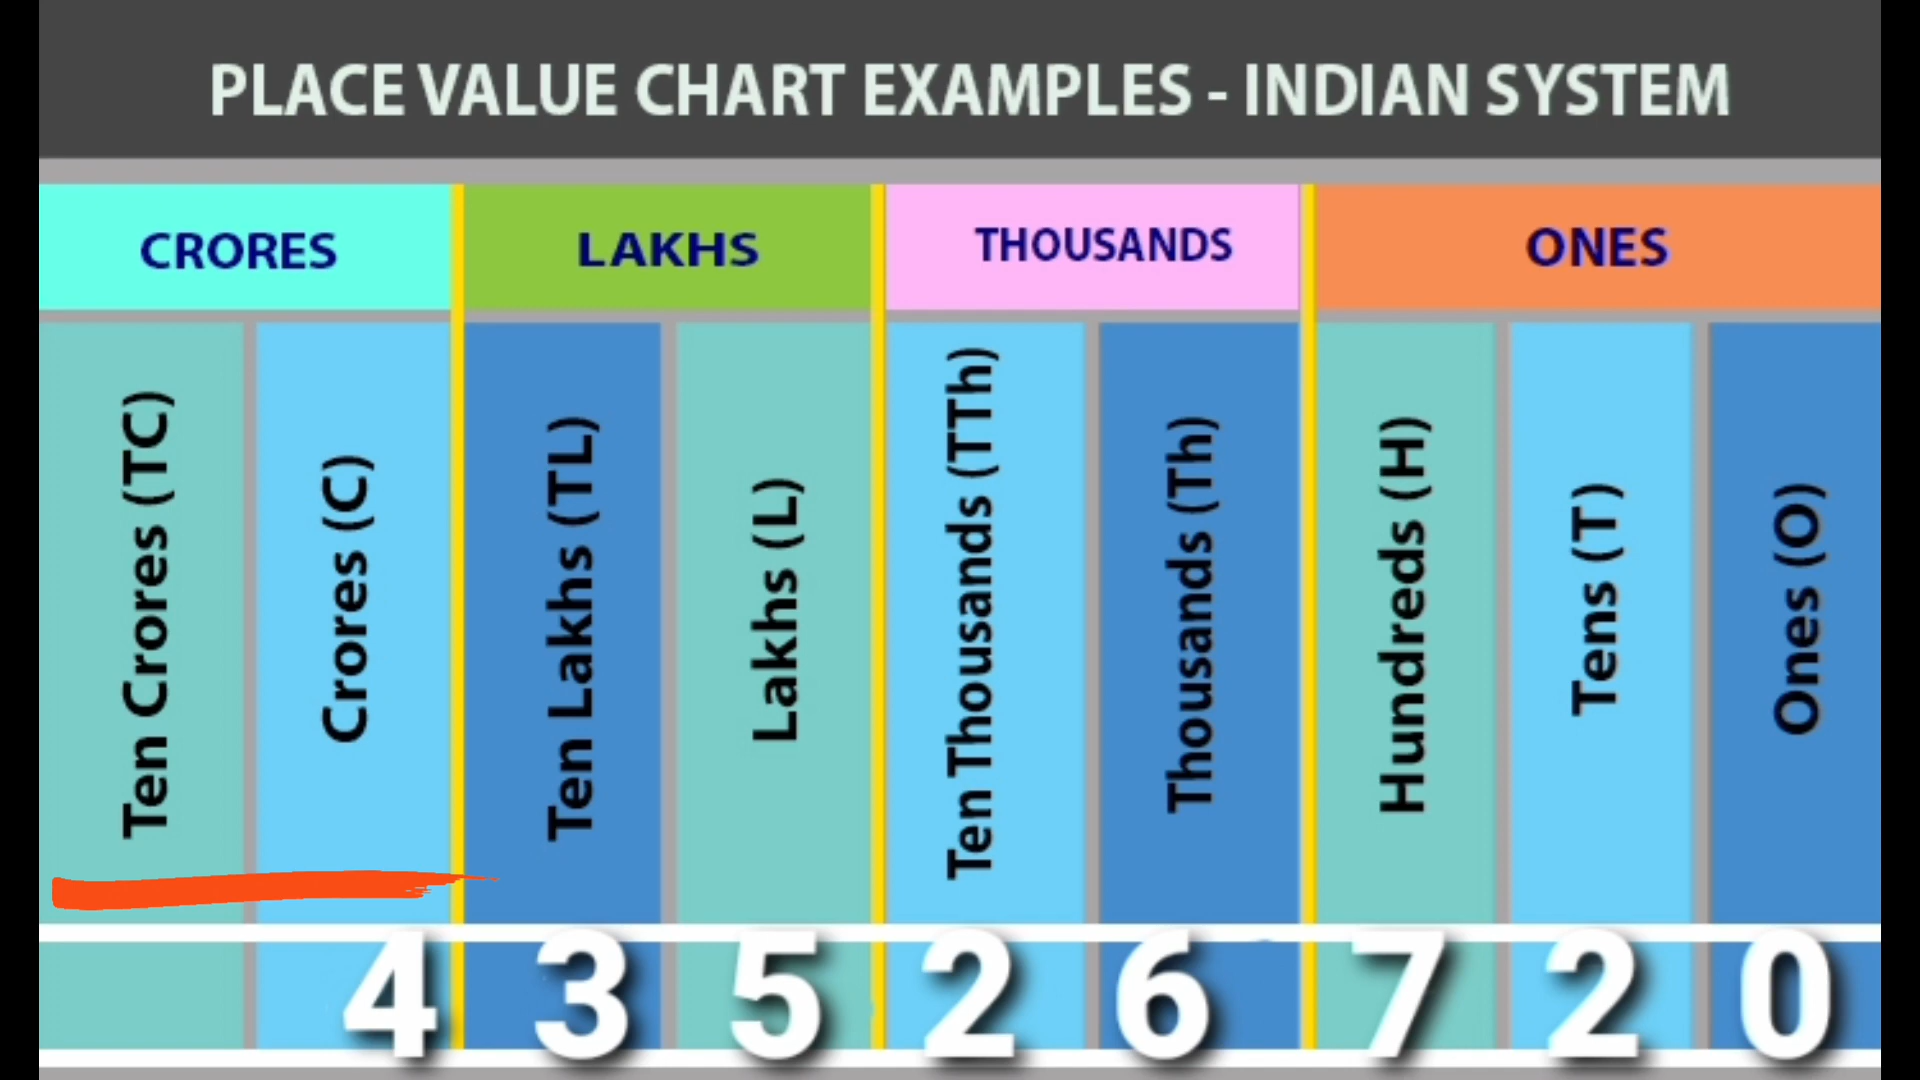 PLACE VALUE CHART EXAMPLES - INDIAN SYSTEM
CRORES
LAKHS
THOUSANDS
ONES
Ten Crores (TC)
Crores (C)
Ten Lakhs (TL)
Lakhs (L)
Ten Thousands (TTh)
Thousands (Th)
Hundreds (H)
Tens (T)
Ones (O)
4 3 5 2 6 7 2 0